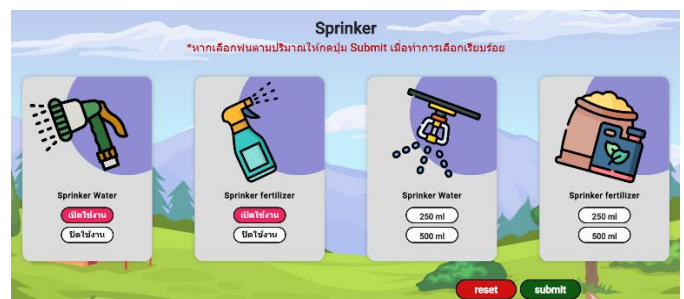 Sprinker
*หากเลือกพ่นตามปริมาณให้กดปุ่ม Submit เมื่อทำการเลือกเรียบร้อย
Sprinker Water
เปิดใช้งาน
ปิดใช้งาน
Sprinker fertilizer
เปิดใช้งาน
ปิดใช้งาน
Sprinker Water
250 ml
500 ml
Sprinker fertilizer
250 ml
500 ml
reset
submit